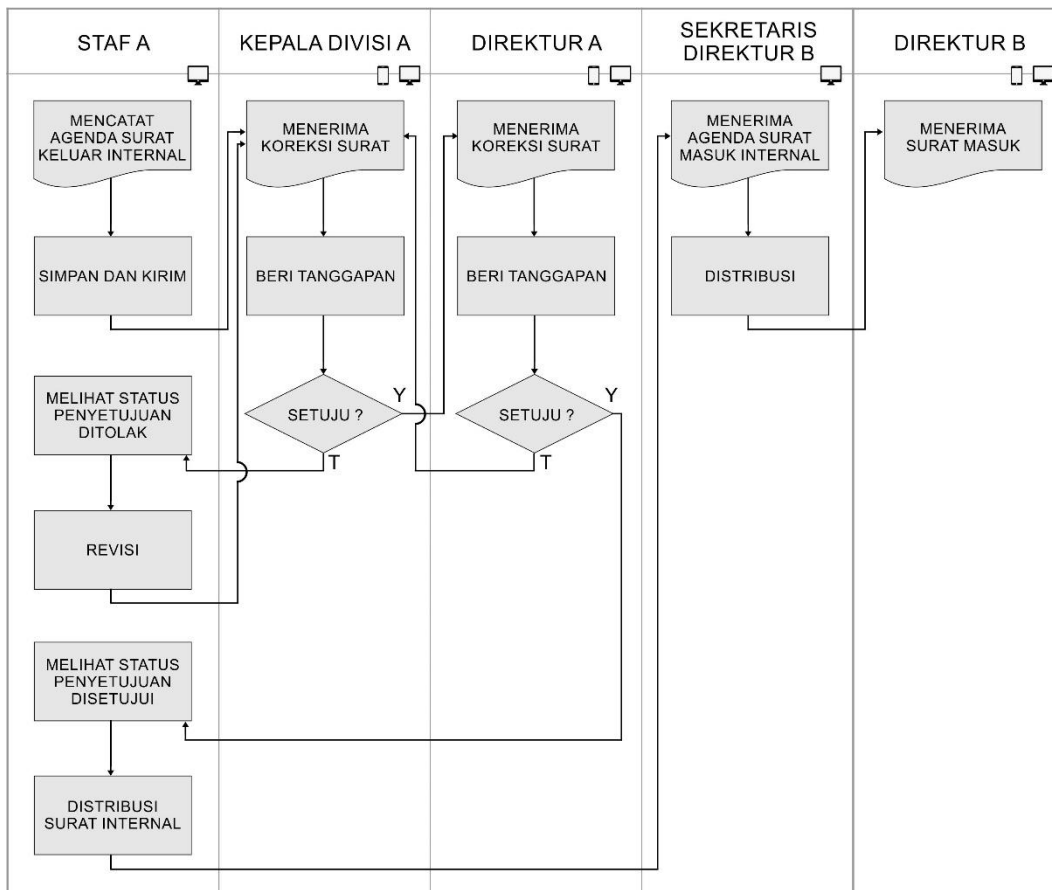 STAF A
KEPALA DIVISI A
DIREKTUR A
SEKRETARIS
DIREKTUR B
DIREKTUR B
MENCATAT
AGENDA SURAT
KELUAR INTERNAL
SIMPAN DAN KIRIM
MELIHAT STATUS
PENYETUJUAN
DITOLAK
REVISI
MELIHAT STATUS
PENYETUJUAN
DISETUJUI
DISTRIBUSI
SURAT INTERNAL
MENERIMA
KOREKSI SURAT
BERI TANGGAPAN
SETUJU ?
Y
T
MENERIMA
KOREKSI SURAT
BERI TANGGAPAN
SETUJU ?
Y
T
MENERIMA
AGENDA SURAT
MASUK INTERNAL
DISTRIBUSI
MENERIMA
SURAT MASUK